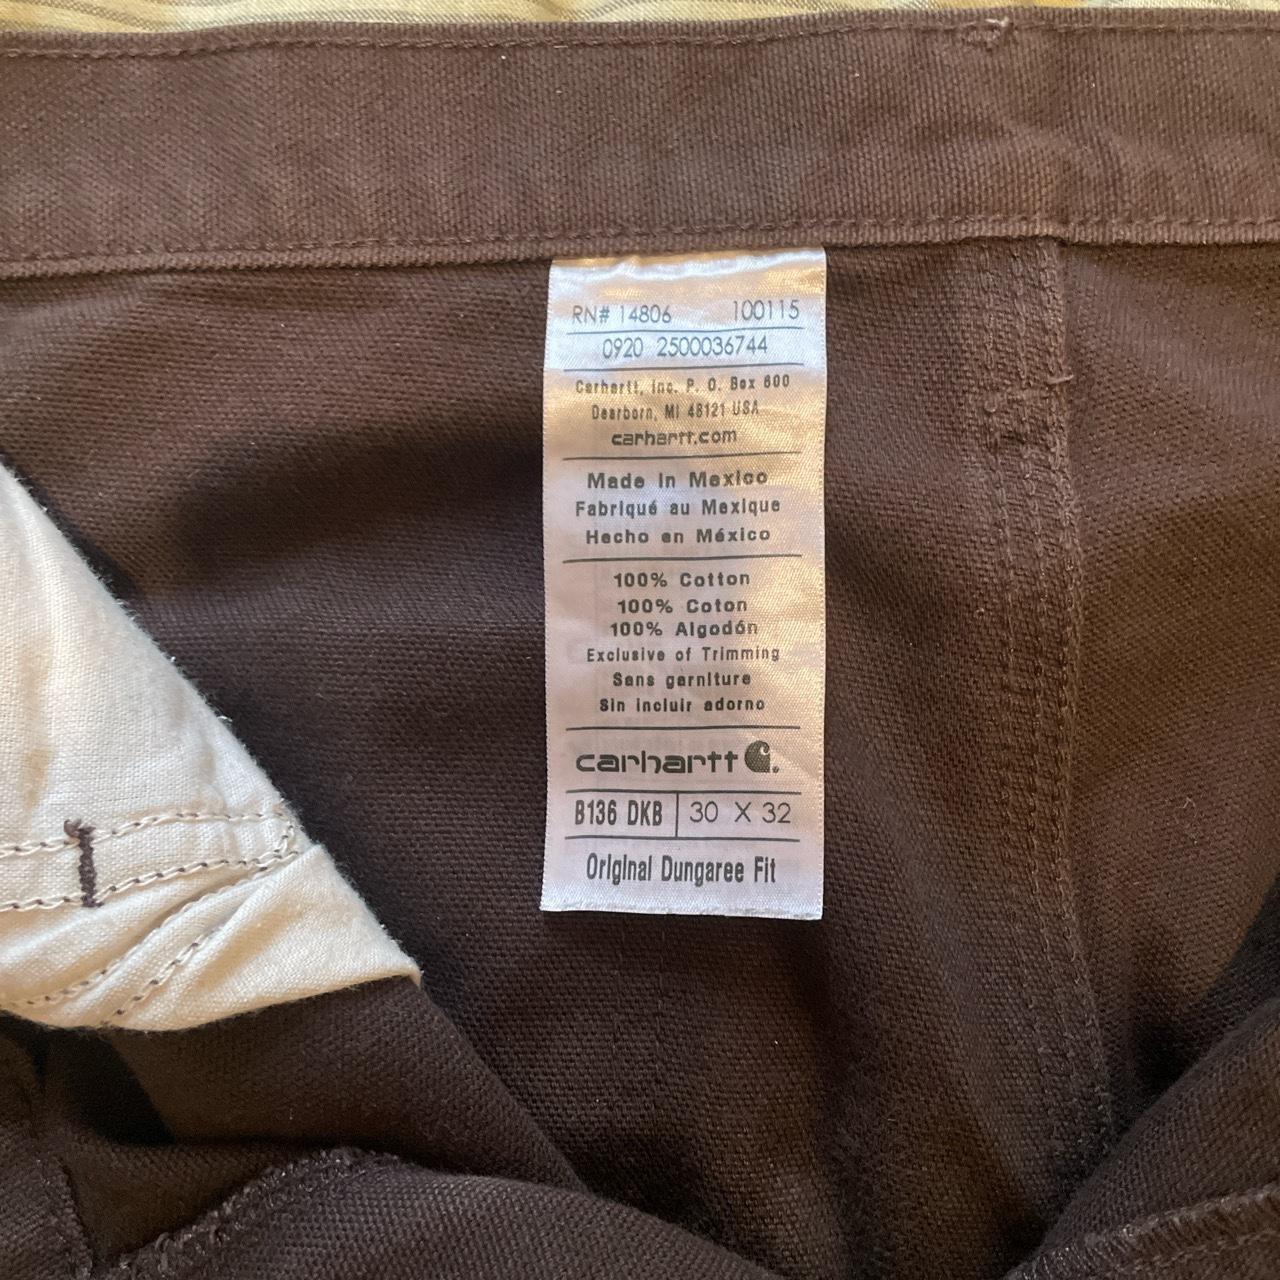 RN# 14806 100115
0920 2500036744
Carhartt, Inc. P. O. Box 600
Dearborn, MI 48121 USA
carhartt.com
Made in Mexico
Fabriqué au Mexique
Hecho en México
100% Cotton
100% Coton
100% Algodón
Exclusive of Trimming
Sans garniture
Sin incluir adorno
carhartt
B136 DKB 30 X 32
Original Dungaree Fit